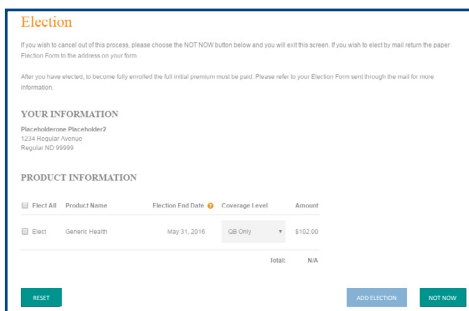 Election
If you wish to cancel out of this process, please choose the NOT NOW button below and you will exit this screen. If you wish to elect by mail return the paper
Election Form to the address on your form.
After you have elected, to become fully enrolled the full initial premium must be paid. Please refer to your Election Form sent through the mail for more
information.
YOUR INFORMATION
Placeholderone Placeholder2
1234 Regular Avenue
Regular ND 99999
PRODUCT INFORMATION
Elect All Product Name Election End Date ? Coverage Level Amount
Elect Generic Health May 31, 2016 QB Only $102.00
Total: N/A
RESET ADD ELECTION NOT NOW